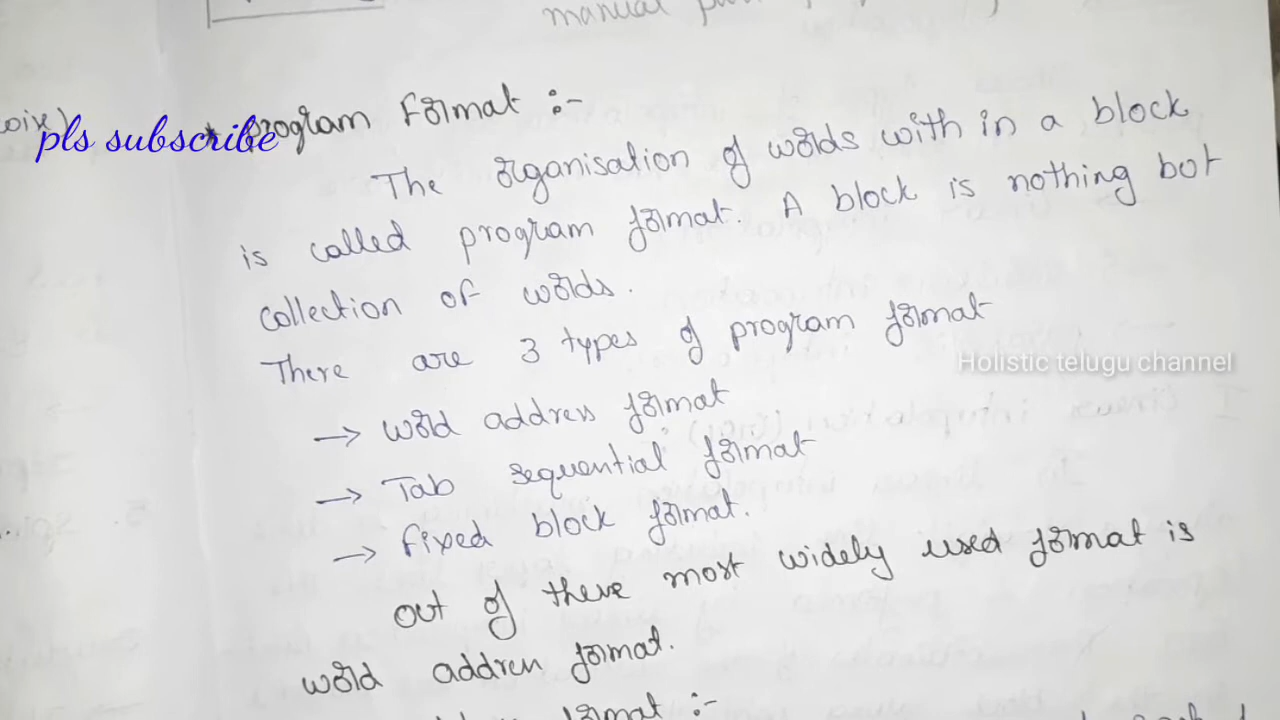 manual
* program format :-
pls subscribe
The organisation of words with in a block
is called program format. A block is nothing but
collection of words.
There are 3 types of program format
Holistic telugu channel
→ word address format
→ Tab sequential format
→ fixed block format.
out of these most widely used format is
word address format.
format :-